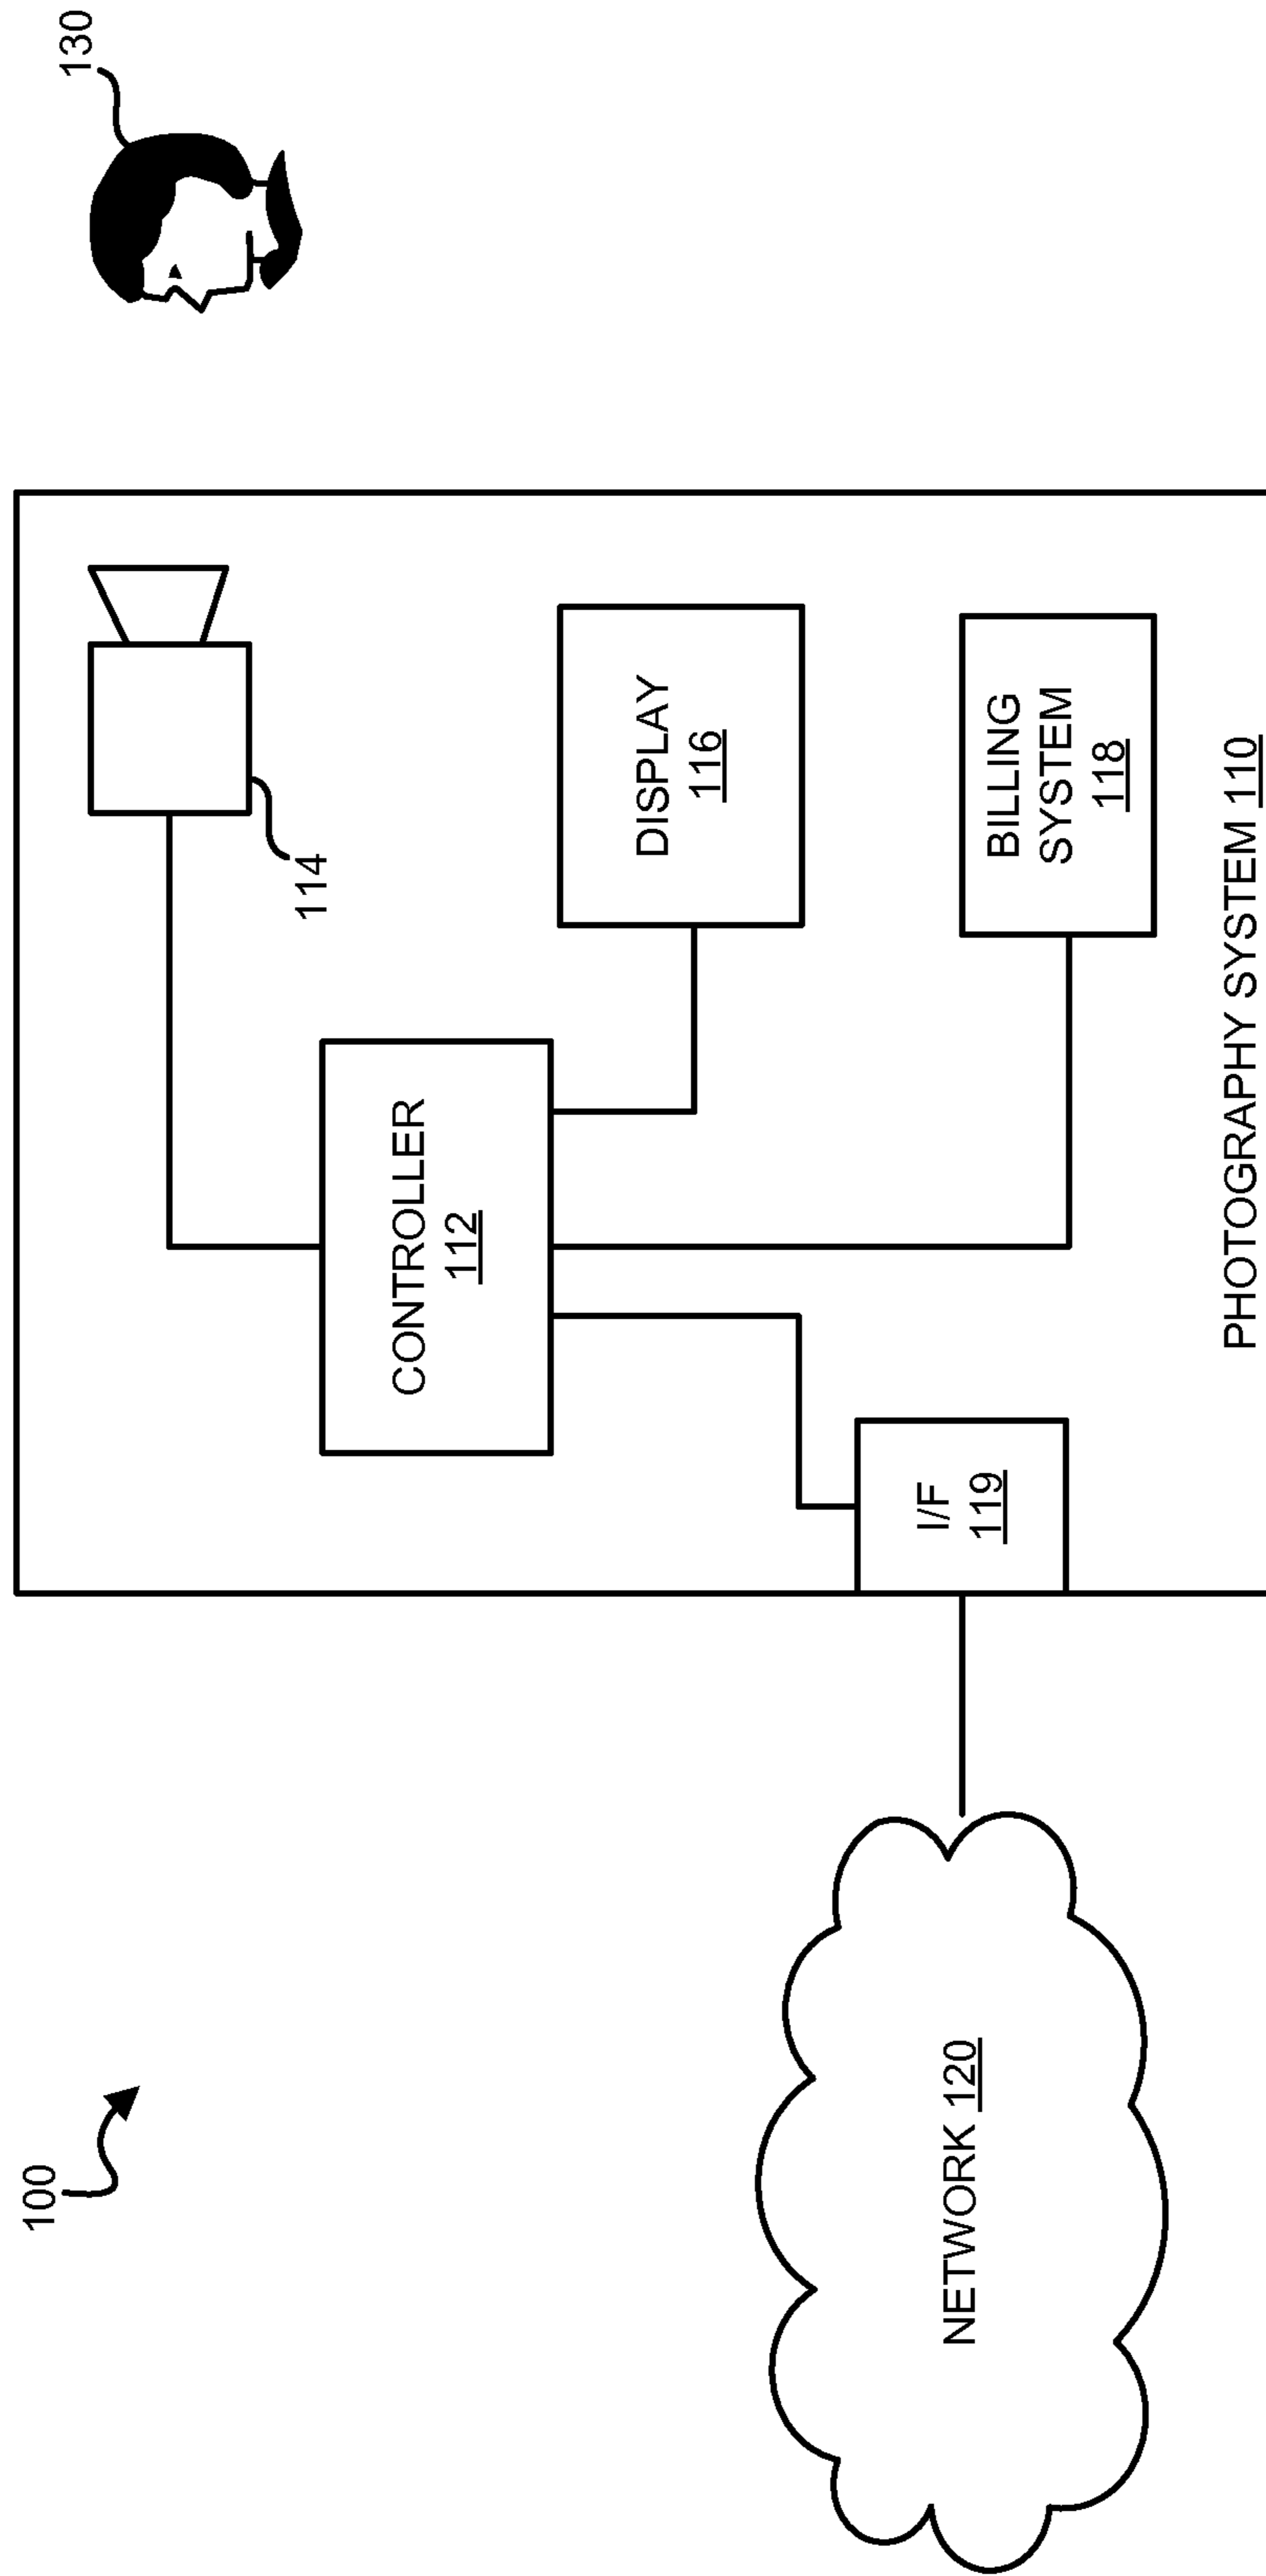 100
130
114
CONTROLLER
112
DISPLAY
116
BILLING
SYSTEM
118
I/F
119
NETWORK 120
PHOTOGRAPHY SYSTEM 110